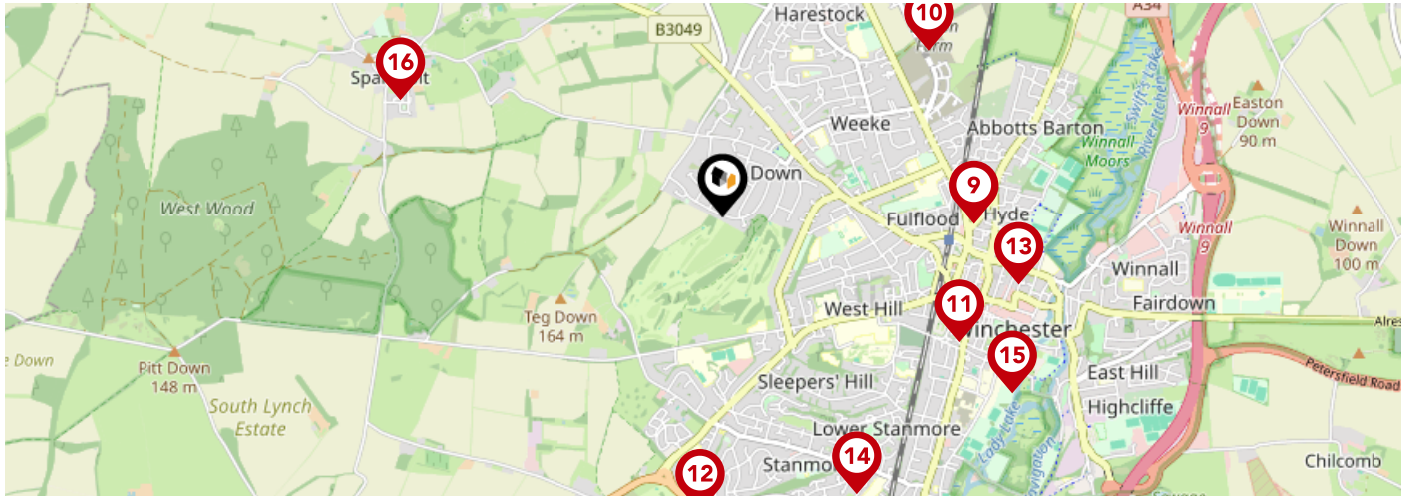 Harestock
10
A34
B3049
16
Easton
Down
90 m
Winnall
9
Swift's Lake
River Itchen
Weeke
Abbotts Barton
Winnall
Moors
Down
9
West Wood
Fulflood
Hyde
13
Winnall
9
Winnall
Down
100 m
Winnall
Teg Down
164 m
West Hill
11
Fairdown
Winchester
Pitt Down
148 m
e Down
15
East Hill
Petersfield Road
Sleepers' Hill
South Lynch
Estate
Highcliffe
Lower Stanmore
Lady Lake
14
12
Chilcomb